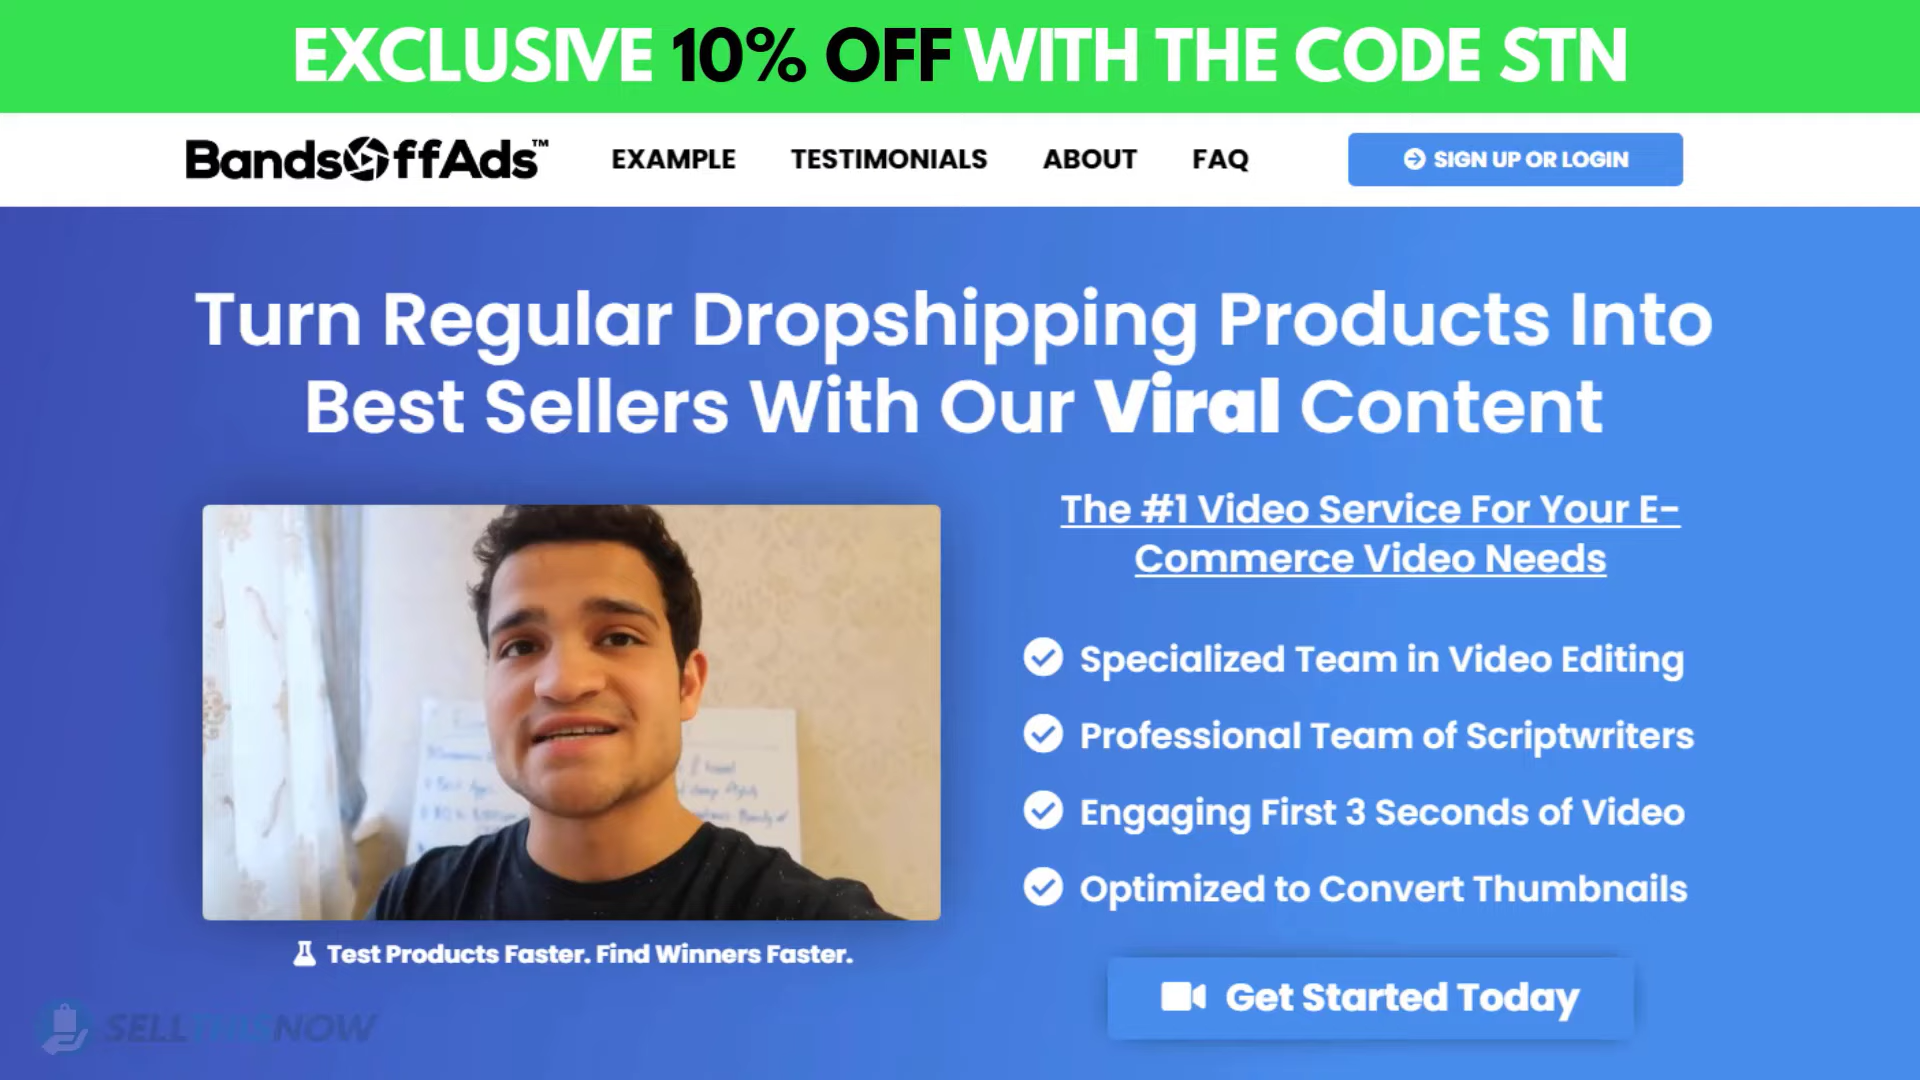 EXCLUSIVE 10% OFF WITH THE CODE STN
BandsOffAds™ EXAMPLE TESTIMONIALS ABOUT FAQ SIGN UP OR LOGIN
Turn Regular Dropshipping Products Into
Best Sellers With Our Viral Content
The #1 Video Service For Your E-
Commerce Video Needs
Specialized Team in Video Editing
Professional Team of Scriptwriters
Engaging First 3 Seconds of Video
Optimized to Convert Thumbnails
Test Products Faster. Find Winners Faster.
Get Started Today
SELLTHISNOW